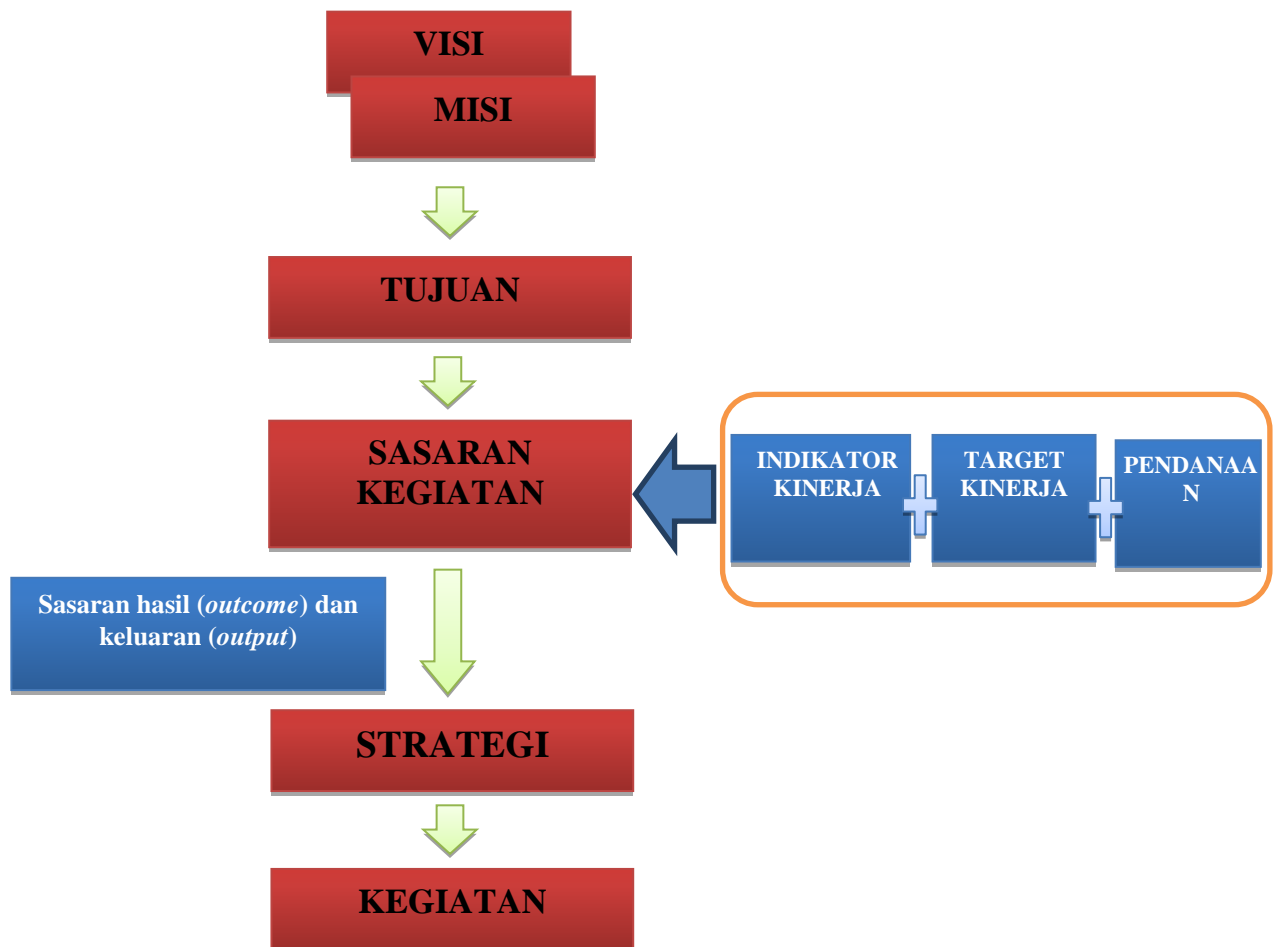 VISI
MISI
TUJUAN
SASARAN
KEGIATAN
INDIKATOR
KINERJA
TARGET
KINERJA
PENDANAA
N
Sasaran hasil (outcome) dan
keluaran (output)
STRATEGI
KEGIATAN